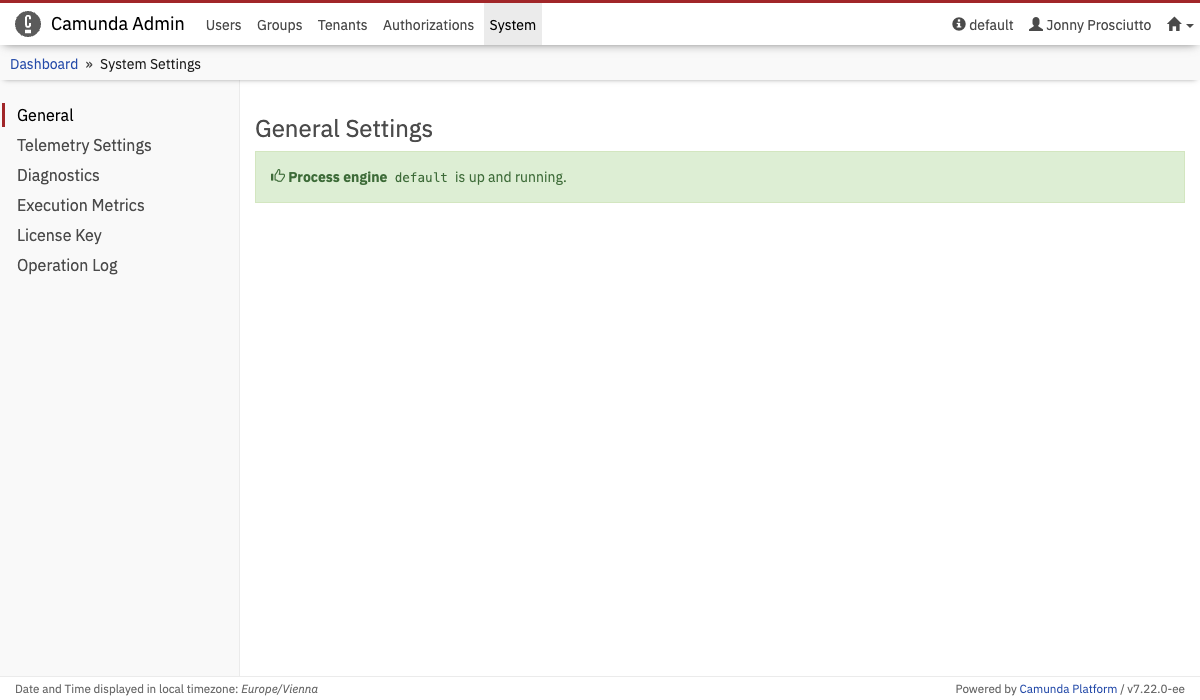 Camunda Admin Users Groups Tenants Authorizations System default Jonny Prosciutto
Dashboard » System Settings
General
Telemetry Settings
Diagnostics
Execution Metrics
License Key
Operation Log
General Settings
Process engine default is up and running.
Date and Time displayed in local timezone: Europe/Vienna
Powered by Camunda Platform / v7.22.0-ee